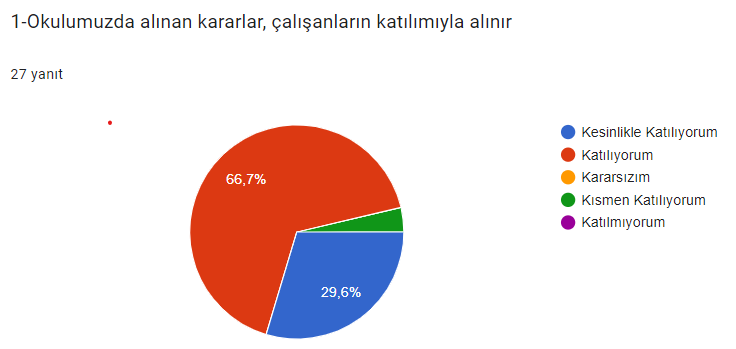 1-Okulumuzda alınan kararlar, çalışanların katılımıyla alınır
27 yanıt
66,7%
29,6%
Kesinlikle Katılıyorum
Katılıyorum
Kararsızım
Kısmen Katılıyorum
Katılmıyorum